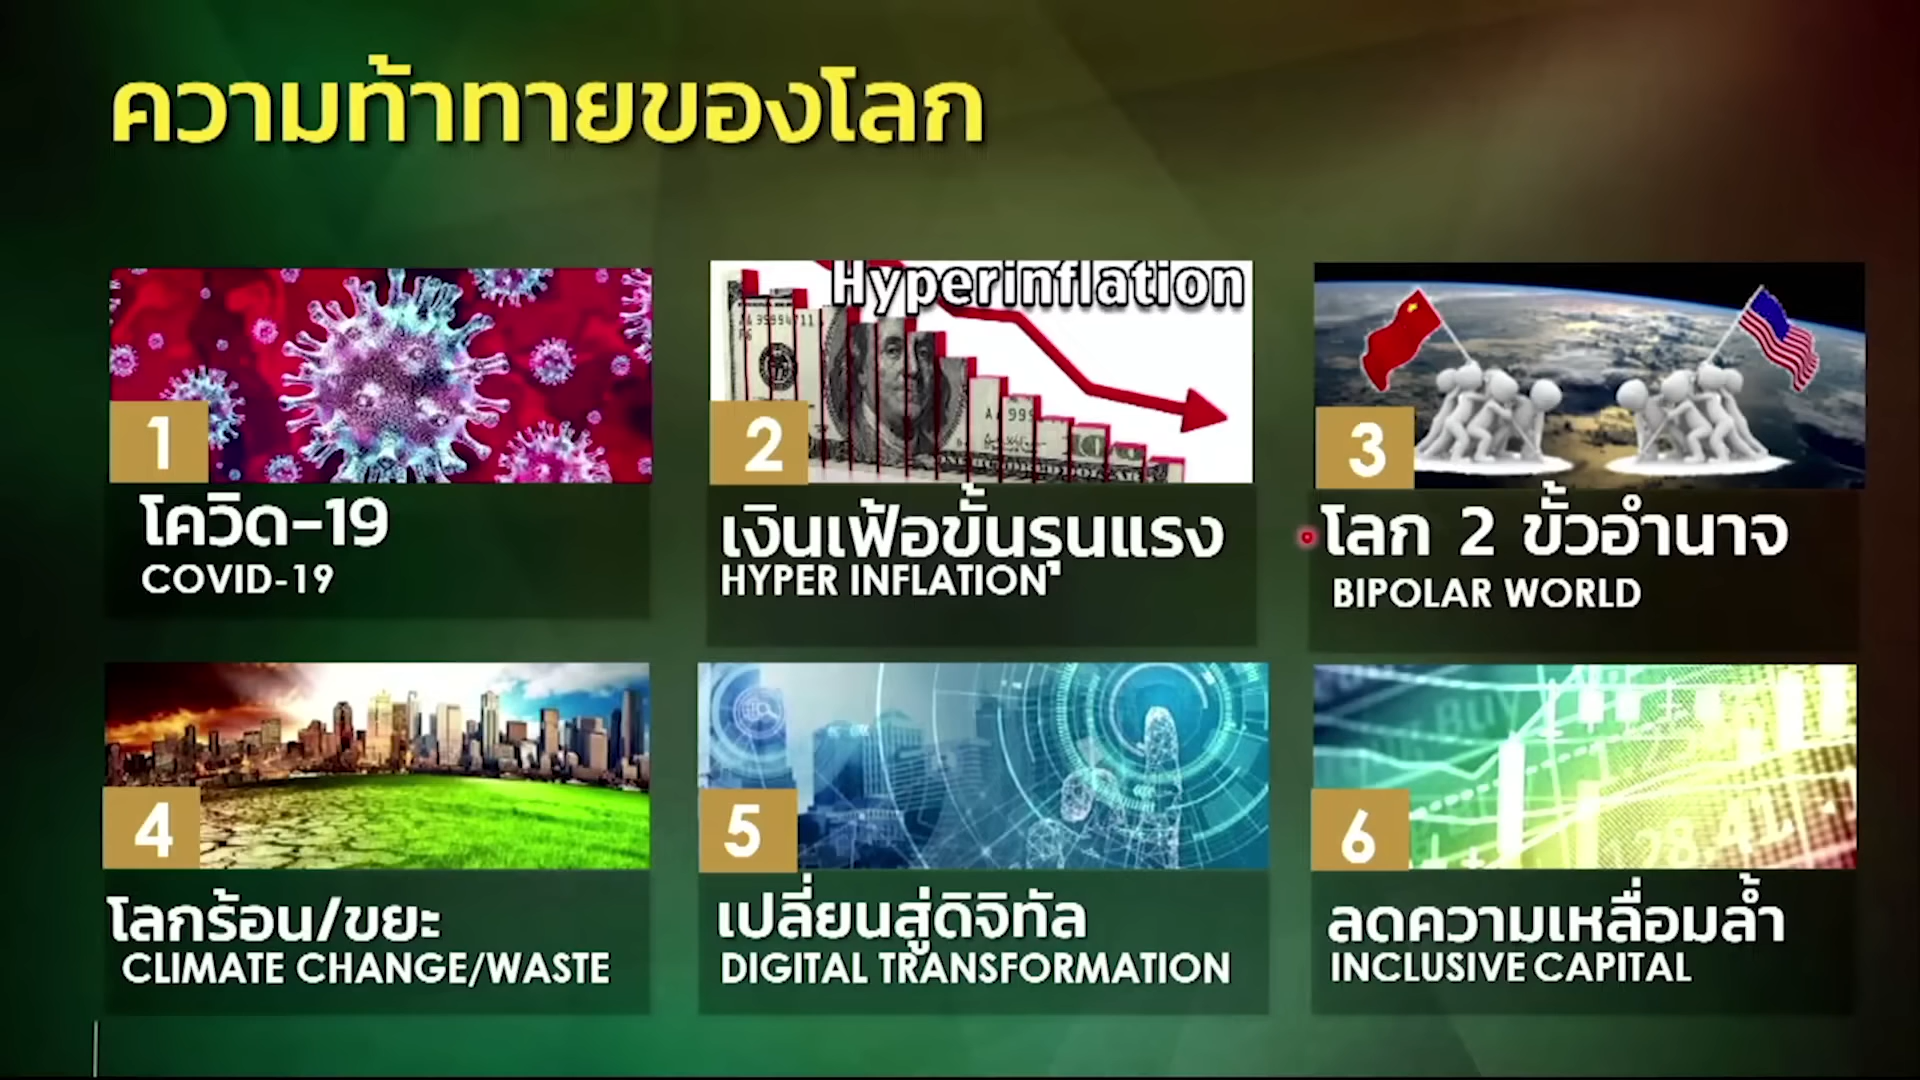 ความท้าทายของโลก
1
โควิด-19
COVID-19
Hyperinflation
2
เงินเฟ้อขั้นรุนแรง
HYPER INFLATION
3
โลก 2 ขั้วอำนาจ
BIPOLAR WORLD
4
โลกร้อน/ขยะ
CLIMATE CHANGE/WASTE
5
เปลี่ยนสู่ดิจิทัล
DIGITAL TRANSFORMATION
Buy
6
ลดความเหลื่อมล้ำ
INCLUSIVE CAPITAL